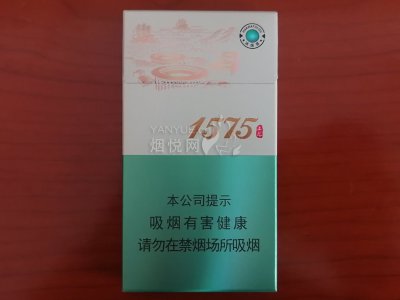 1575
YANYUE
烟悦网
本公司提示
吸烟有害健康
请勿在禁烟场所吸烟